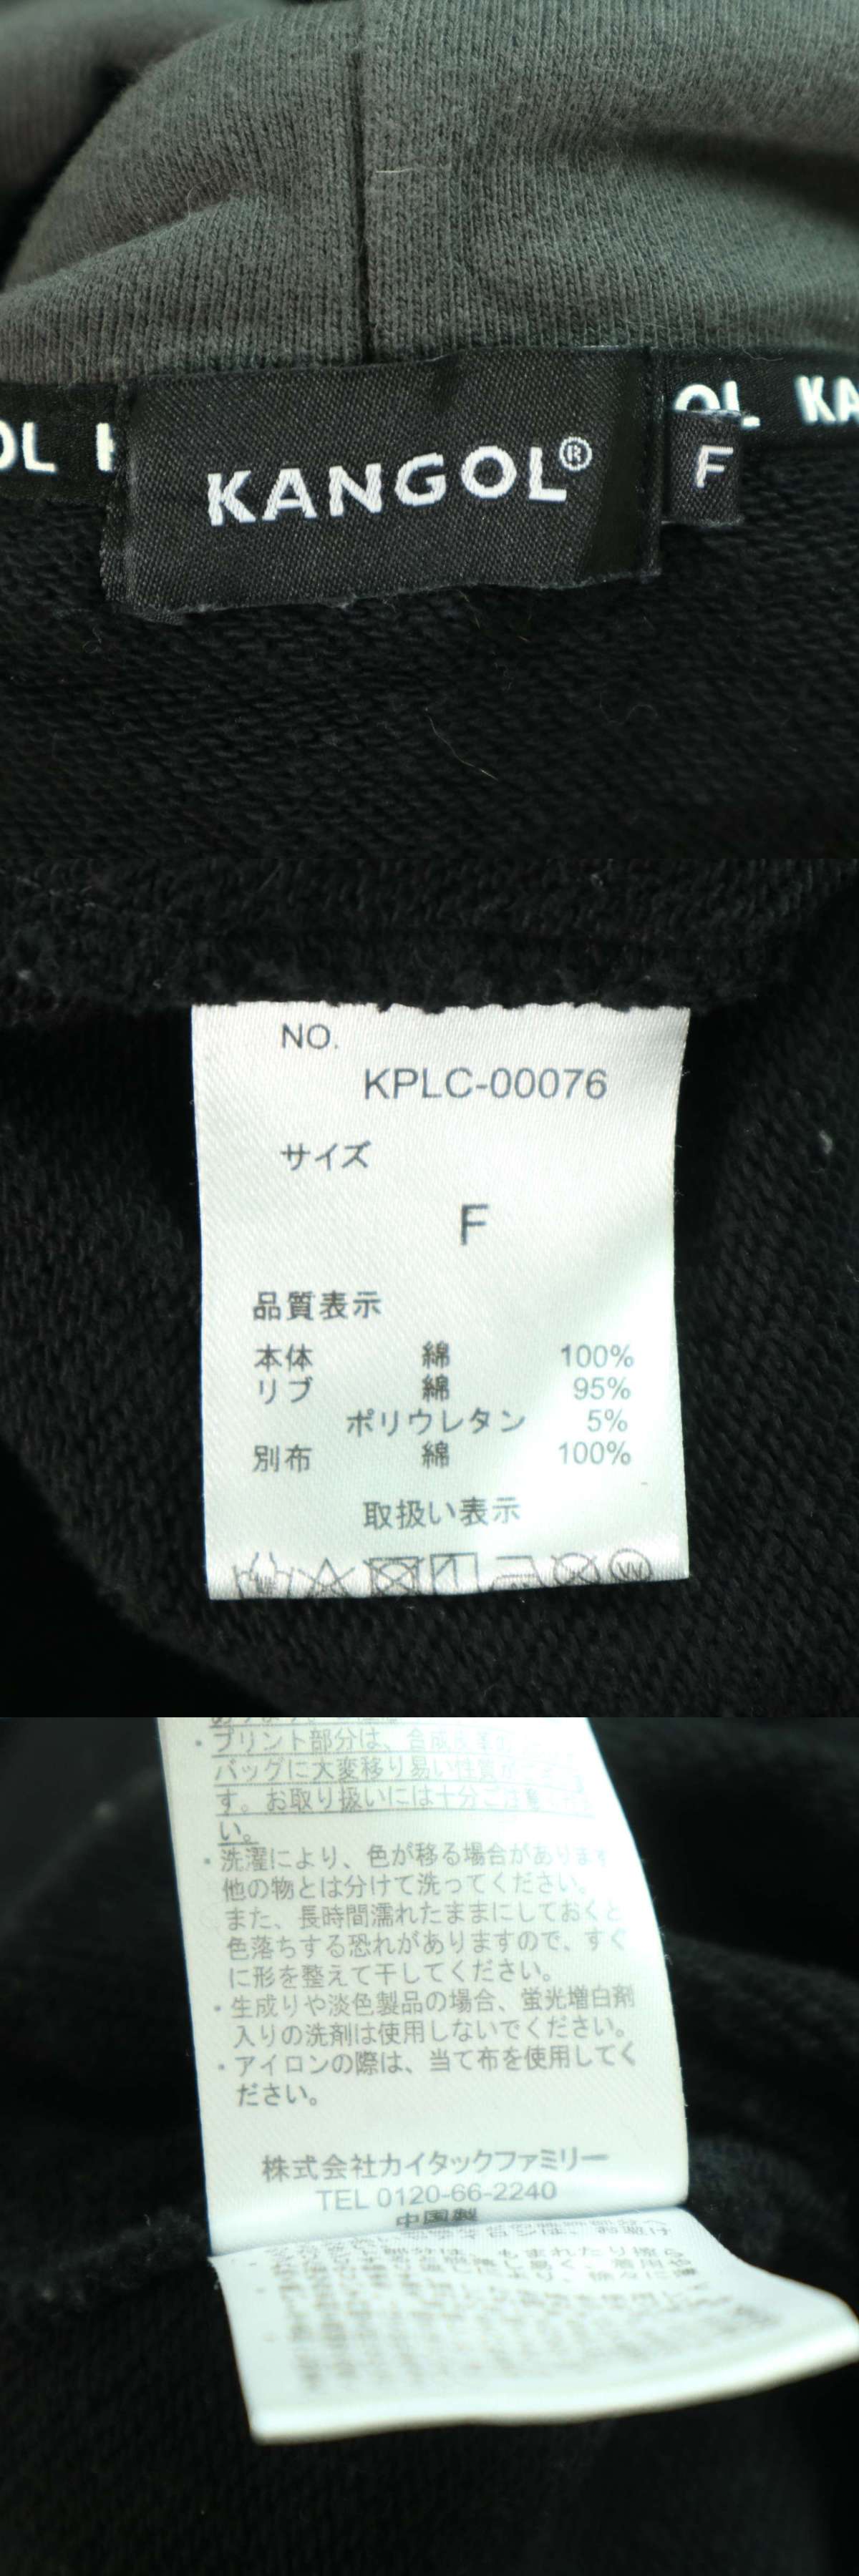 OL
KANGOL®
OL KA
F
NO.
KPLC-00076
サイズ
F
品質表示
本体 綿 100%
リブ 綿 95%
ポリウレタン 5%
別布 綿 100%
取扱い表示
・プリント部分は、合成皮革
バッグに大変移り易い性質
す。お取り扱いには十分ご注意
い。
・洗濯により、色が移る場合があります
他の物とは分けて洗ってください。
また、長時間濡れたままにしておくと
色落ちする恐れがありますので、すぐ
に形を整えて干してください。
・生成りや淡色製品の場合、蛍光増白剤
入りの洗剤は使用しないでください。
・アイロンの際は、当て布を使用してく
ださい。
株式会社カイタックファミリー
TEL 0120-66-2240
中国製